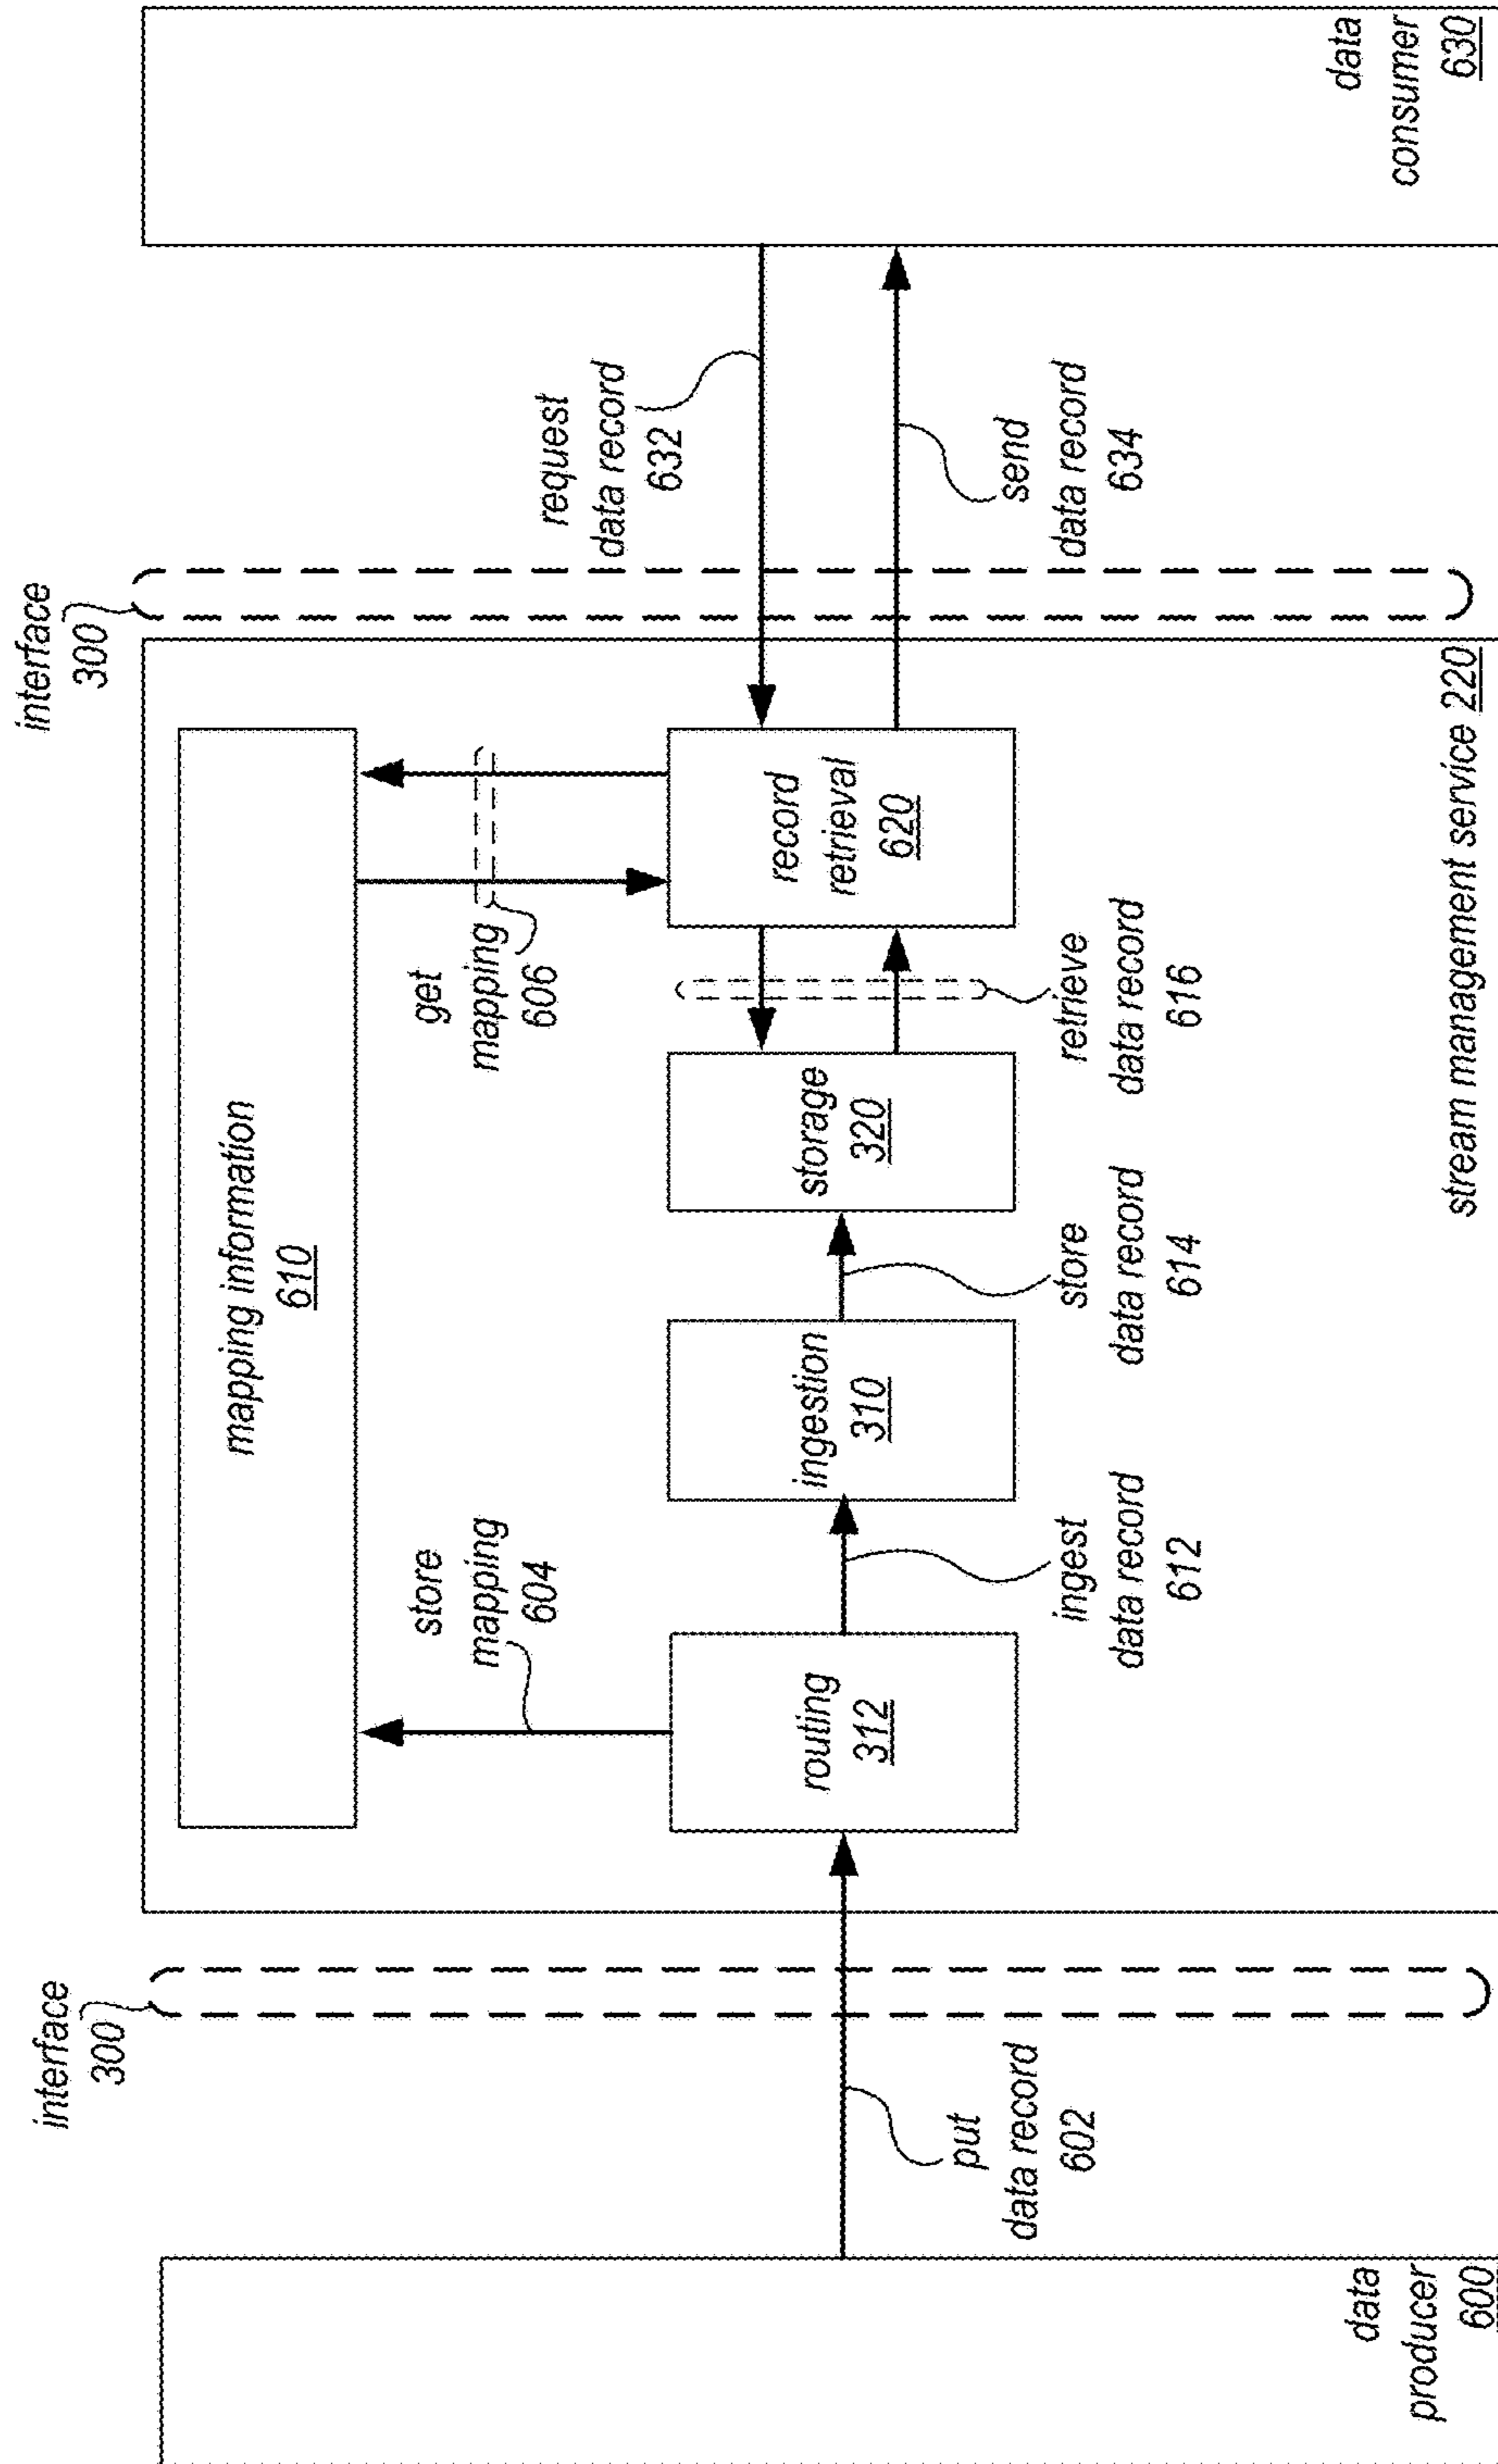 interface
300
interface
300
mapping information
610
store
mapping
604
get
mapping
606
request
data record
632
routing
312
ingestion
310
storage
320
record
retrieval
620
put
data record
602
ingest
data record
612
store
data record
614
retrieve
data record
616
send
data record
634
data
producer
600
stream management service 220
data
consumer
630